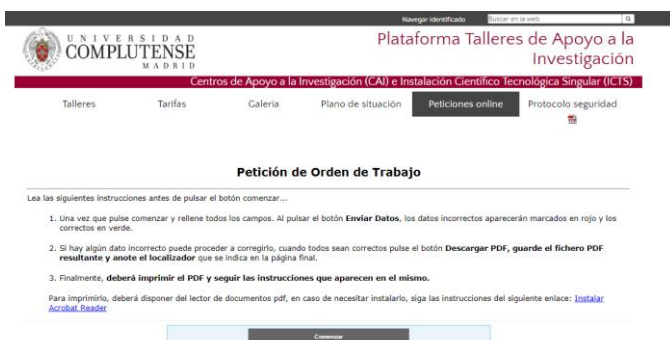 Navegar identificado
Buscar en la web
UNIVERSIDAD
COMPLUTENSE
MADRID
Plataforma Talleres de Apoyo a la
Investigación
Centros de Apoyo a la Investigación (CAI) e Instalación Científico Tecnológica Singular (ICTS)
Talleres Tarifas Galería Plano de situación Peticiones online Protocolo seguridad
Petición de Orden de Trabajo
Lea las siguientes instrucciones antes de pulsar el botón comenzar...
1. Una vez que pulse comenzar y rellene todos los campos. Al pulsar el botón Enviar Datos, los datos incorrectos aparecerán marcados en rojo y los
correctos en verde.
2. Si hay algún dato incorrecto puede proceder a corregirlo, cuando todos sean correctos pulse el botón Descargar PDF, guarde el fichero PDF
resultante y anote el localizador que se indica en la página final.
3. Finalmente, deberá imprimir el PDF y seguir las instrucciones que aparecen en el mismo.
Para imprimirlo, deberá disponer del lector de documentos pdf, en caso de necesitar instalarlo, siga las instrucciones del siguiente enlace: Instalar
Acrobat Reader
Comenzar